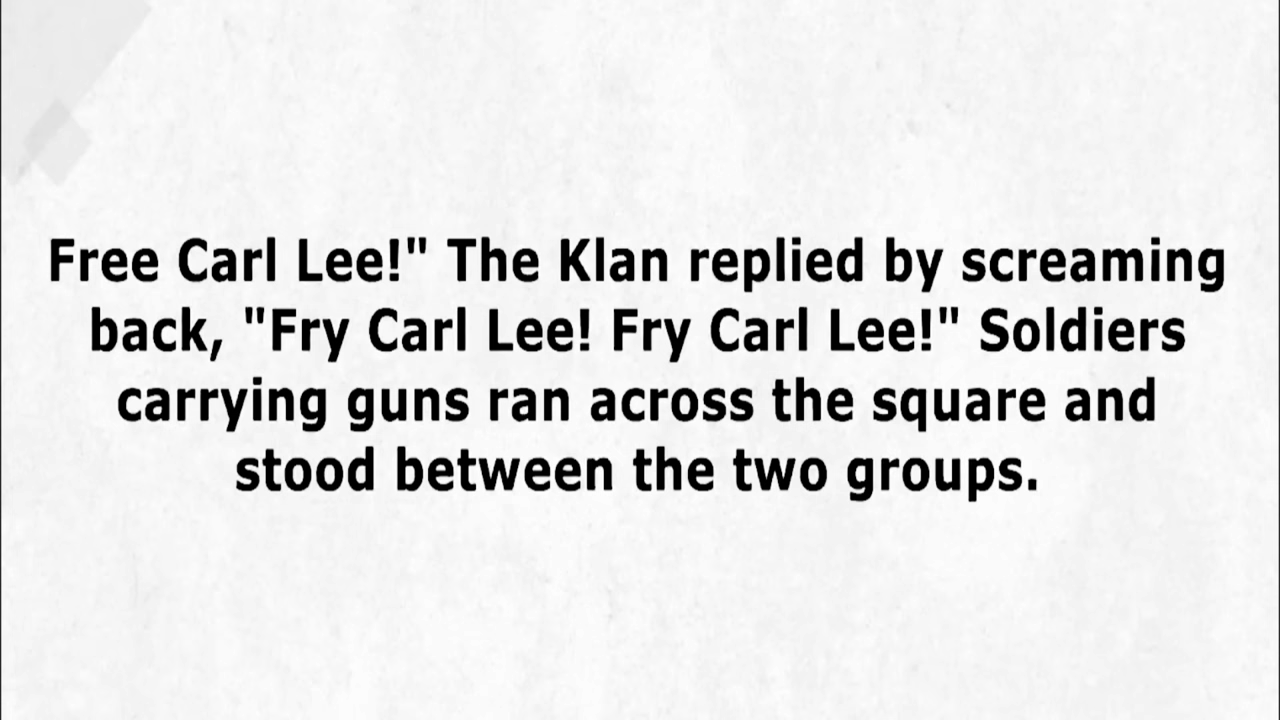 Free Carl Lee!" The Klan replied by screaming
back, "Fry Carl Lee! Fry Carl Lee!" Soldiers
carrying guns ran across the square and
stood between the two groups.